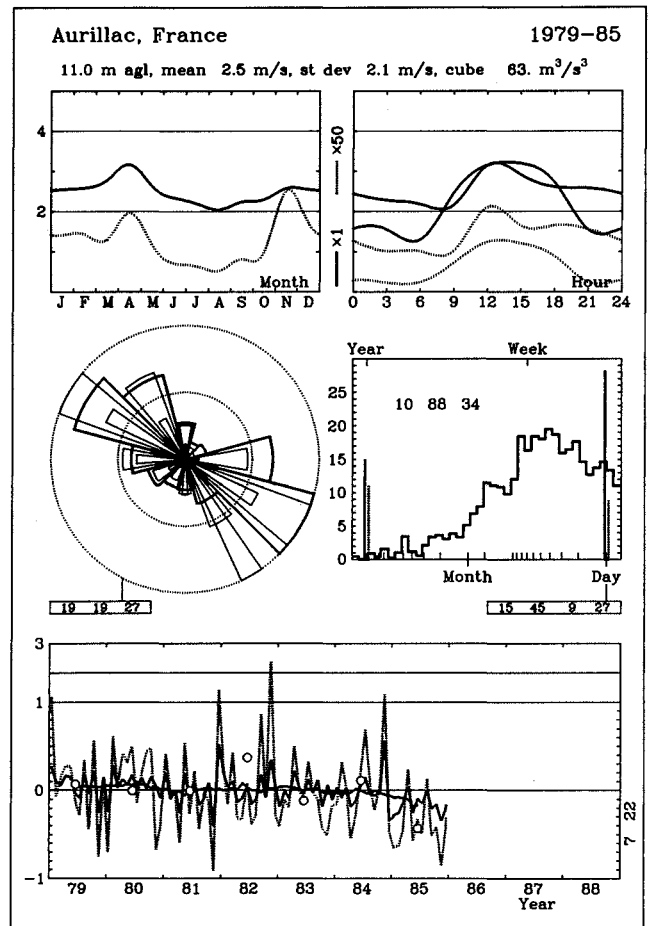 Aurillac, France 1979-85
11.0 m agl, mean 2.5 m/s, st dev 2.1 m/s, cube 63. m³/s³
4
2
Month
J F M A M J J A S O N D
×50
×1
Hour
0 3 6 9 12 15 18 21 24
Year Week
25
20
15
10
5
0
10 88 34
Month Day
19 19 27
15 45 9 27
3
1
0
-1
79 80 81 82 83 84 85 86 87 88
Year
7 22